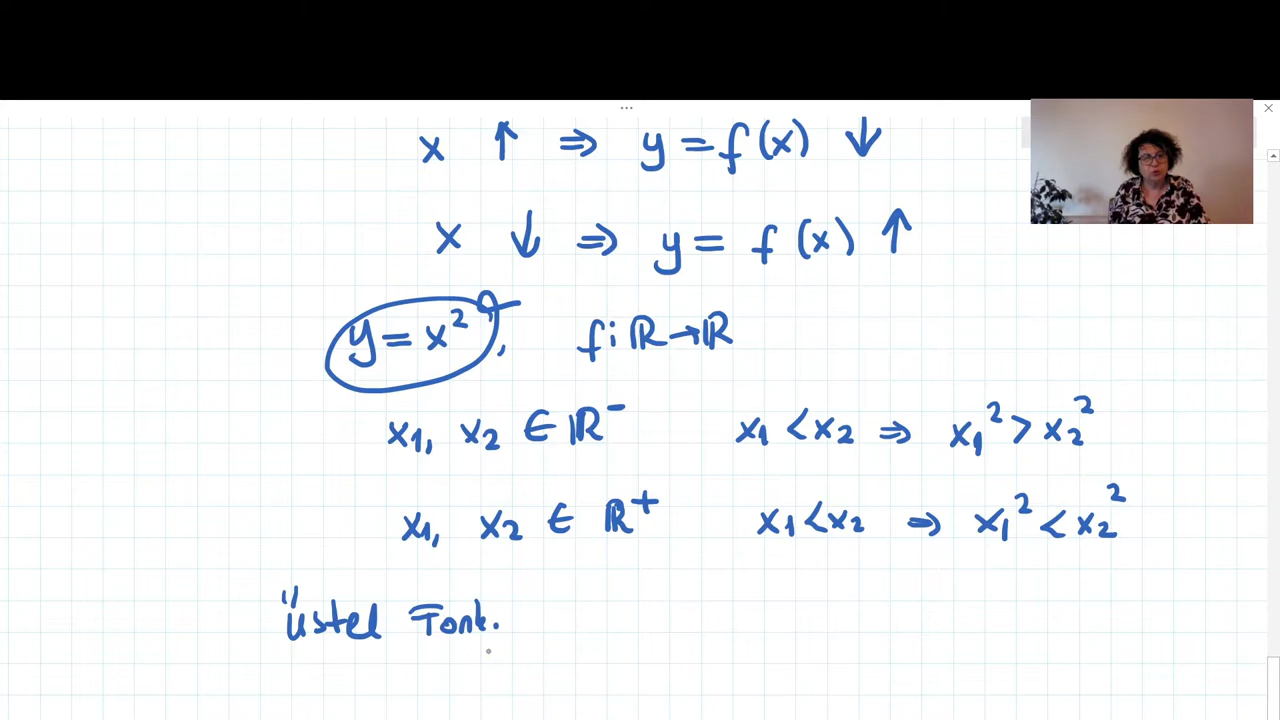 x ↑ ⇒ y = f(x) ↓
x ↓ ⇒ y = f(x) ↑
y = x², f: ℝ → ℝ
x₁, x₂ ∈ ℝ⁻ x₁ < x₂ ⇒ x₁² > x₂²
x₁, x₂ ∈ ℝ⁺ x₁ < x₂ ⇒ x₁² < x₂²
Üstel Fonk.